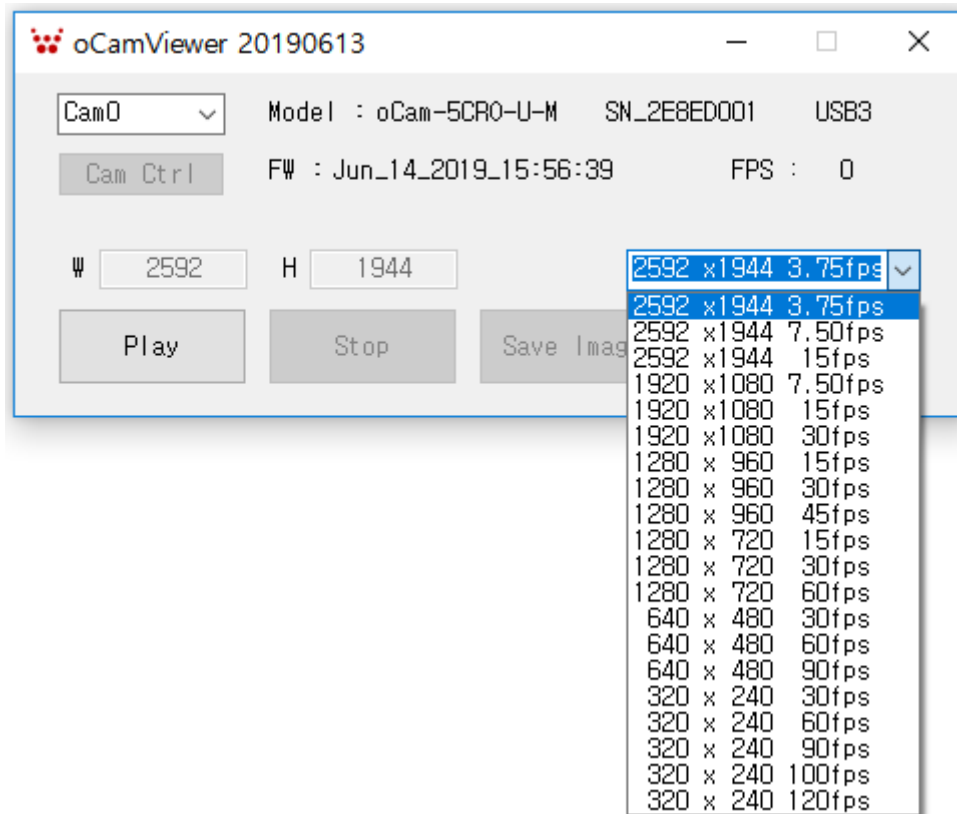 oCamViewer 20190613
Cam0 Model : oCam-5CRO-U-M SN_2E8ED001 USB3
Cam Ctrl FW : Jun_14_2019_15:56:39 FPS : 0
W 2592 H 1944 2592 x1944 3.75fps
Play Stop Save Imag
2592 x1944 3.75fps
2592 x1944 7.50fps
2592 x1944 15fps
1920 x1080 7.50fps
1920 x1080 15fps
1920 x1080 30fps
1280 x 960 15fps
1280 x 960 30fps
1280 x 960 45fps
1280 x 720 15fps
1280 x 720 30fps
1280 x 720 60fps
640 x 480 30fps
640 x 480 60fps
640 x 480 90fps
320 x 240 30fps
320 x 240 60fps
320 x 240 90fps
320 x 240 100fps
320 x 240 120fps